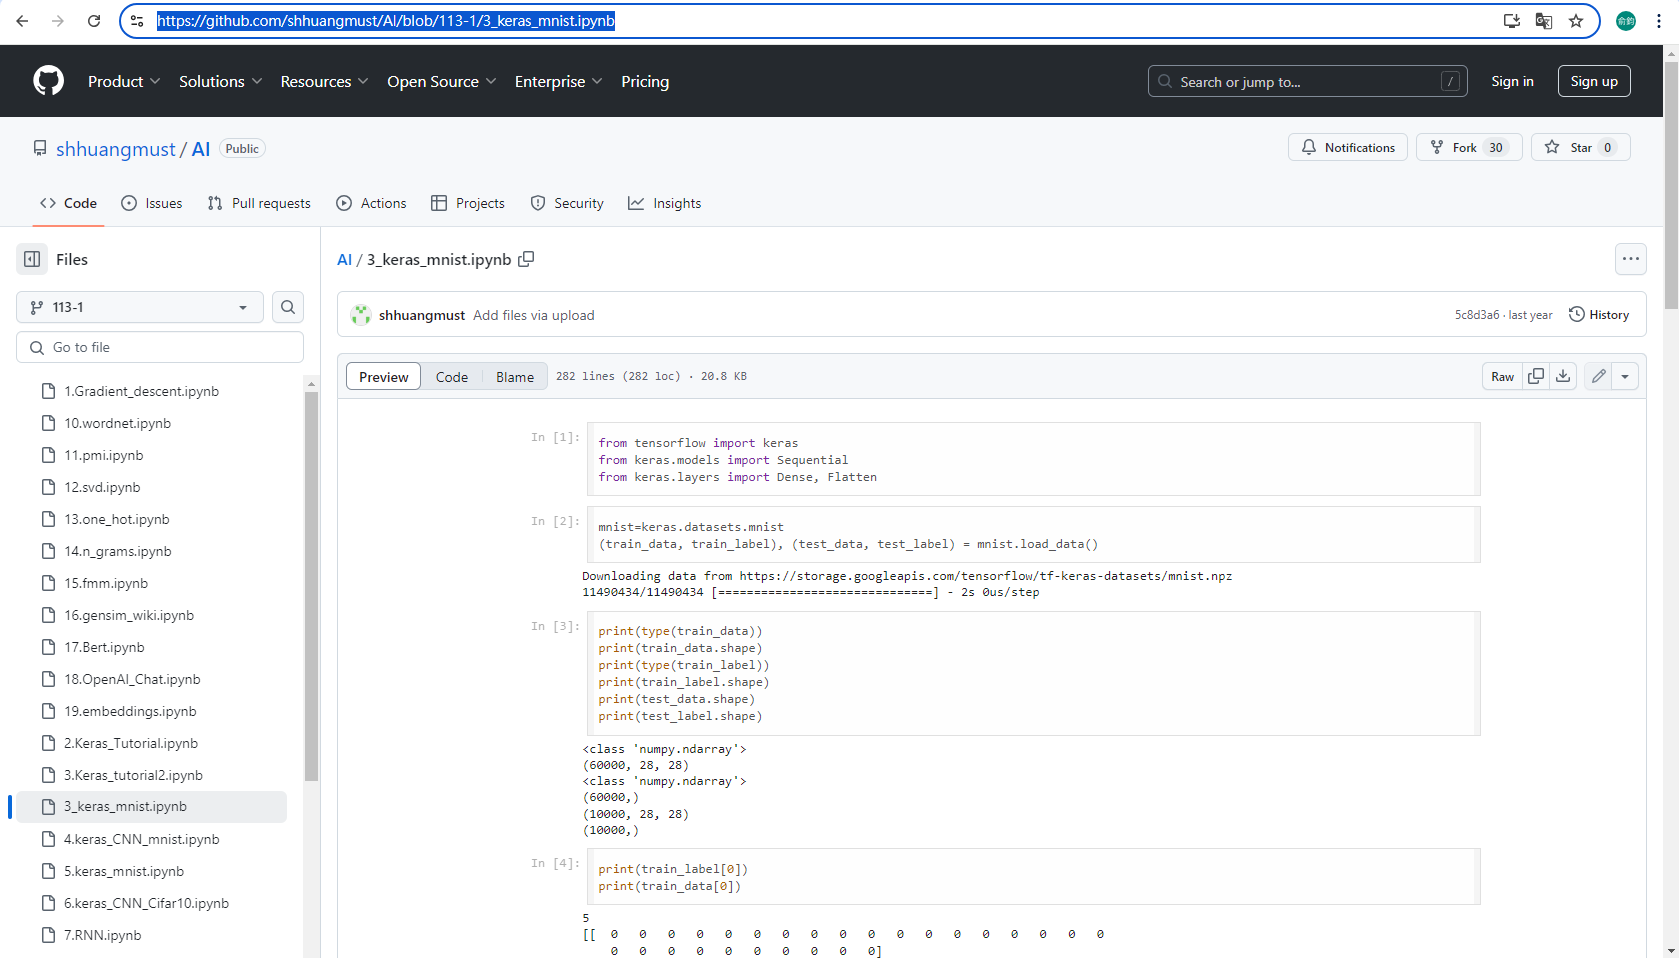 https://github.com/shhuangmust/AI/blob/113-1/3_keras_mnist.ipynb
俞鈞
Product
Solutions
Resources
Open Source
Enterprise
Pricing
Search or jump to...
/
Sign in
Sign up
shhuangmust / AI
Public
Notifications
Fork 30
Star 0
Code
Issues
Pull requests
Actions
Projects
Security
Insights
Files
113-1
Go to file
1.Gradient_descent.ipynb
10.wordnet.ipynb
11.pmi.ipynb
12.svd.ipynb
13.one_hot.ipynb
14.n_grams.ipynb
15.fmm.ipynb
16.gensim_wiki.ipynb
17.Bert.ipynb
18.OpenAI_Chat.ipynb
19.embeddings.ipynb
2.Keras_Tutorial.ipynb
3.Keras_tutorial2.ipynb
3_keras_mnist.ipynb
4.keras_CNN_mnist.ipynb
5.keras_mnist.ipynb
6.keras_CNN_Cifar10.ipynb
7.RNN.ipynb
AI / 3_keras_mnist.ipynb
shhuangmust Add files via upload
5c8d3a6 · last year
History
Preview
Code
Blame
282 lines (282 loc) · 20.8 KB
Raw
In [1]:
from tensorflow import keras
from keras.models import Sequential
from keras.layers import Dense, Flatten
In [2]:
mnist=keras.datasets.mnist
(train_data, train_label), (test_data, test_label) = mnist.load_data()
Downloading data from https://storage.googleapis.com/tensorflow/tf-keras-datasets/mnist.npz
11490434/11490434 [==============================] - 2s 0us/step
In [3]:
print(type(train_data))
print(train_data.shape)
print(type(train_label))
print(train_label.shape)
print(test_data.shape)
print(test_label.shape)
<class 'numpy.ndarray'>
(60000, 28, 28)
<class 'numpy.ndarray'>
(60000,)
(10000, 28, 28)
(10000,)
In [4]:
print(train_label[0])
print(train_data[0])
5
[[  0   0   0   0   0   0   0   0   0   0   0   0   0   0   0   0   0   0
    0   0   0   0   0   0   0   0   0   0]